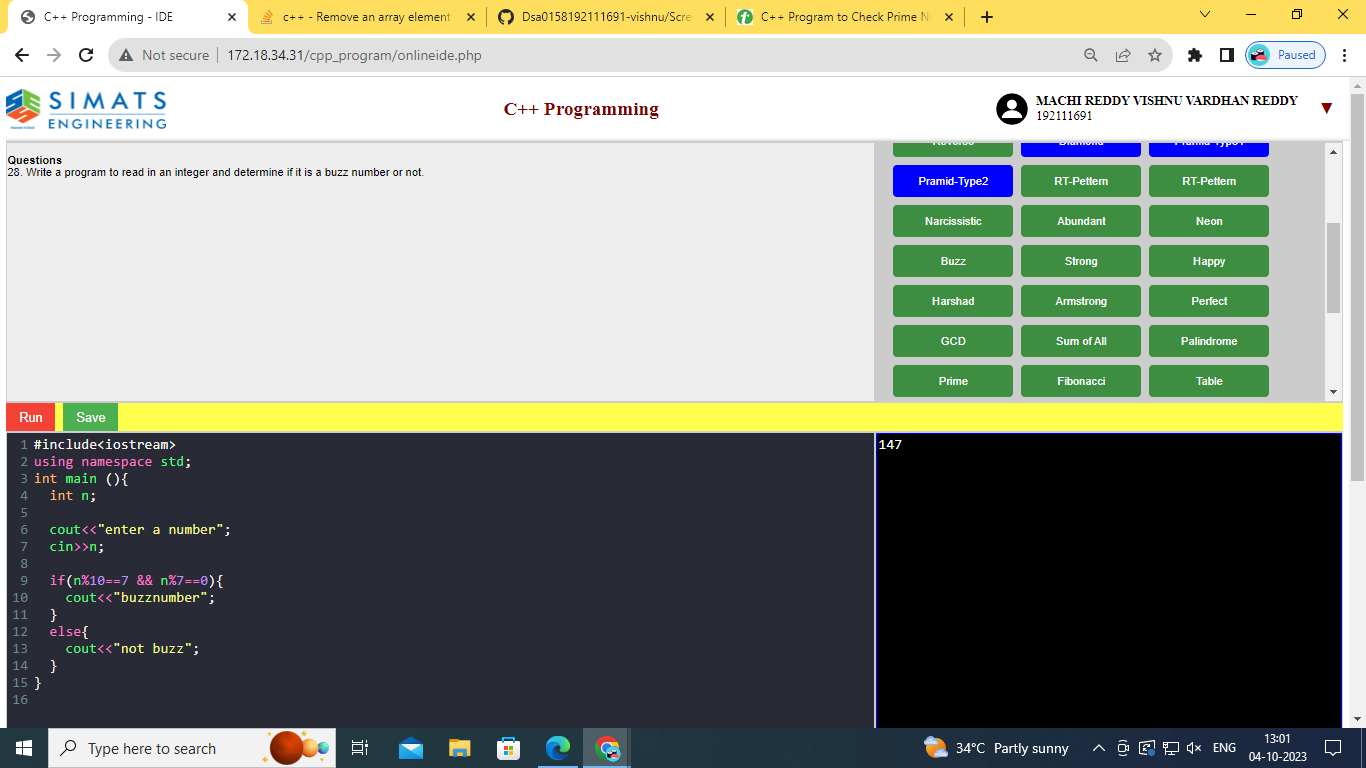 C++ Programming - IDE
c++ - Remove an array element
Dsa0158192111691-vishnu/Scre
C++ Program to Check Prime N
Not secure
172.18.34.31/cpp_program/onlineide.php
Paused
SIMATS
ENGINEERING
C++ Programming
MACHI REDDY VISHNU VARDHAN REDDY
192111691
Questions
28. Write a program to read in an integer and determine if it is a buzz number or not.
Reverse Diamond Pramid-Type1
Pramid-Type2 RT-Pettern RT-Pettern
Narcissistic Abundant Neon
Buzz Strong Happy
Harshad Armstrong Perfect
GCD Sum of All Palindrome
Prime Fibonacci Table
Run Save
1 #include<iostream>
2 using namespace std;
3 int main (){
4 int n;
5
6 cout<<"enter a number";
7 cin>>n;
8
9 if(n%10==7 && n%7==0){
10 cout<<"buzznumber";
11 }
12 else{
13 cout<<"not buzz";
14 }
15 }
16
147
Type here to search
34°C Partly sunny
ENG
13:01
04-10-2023